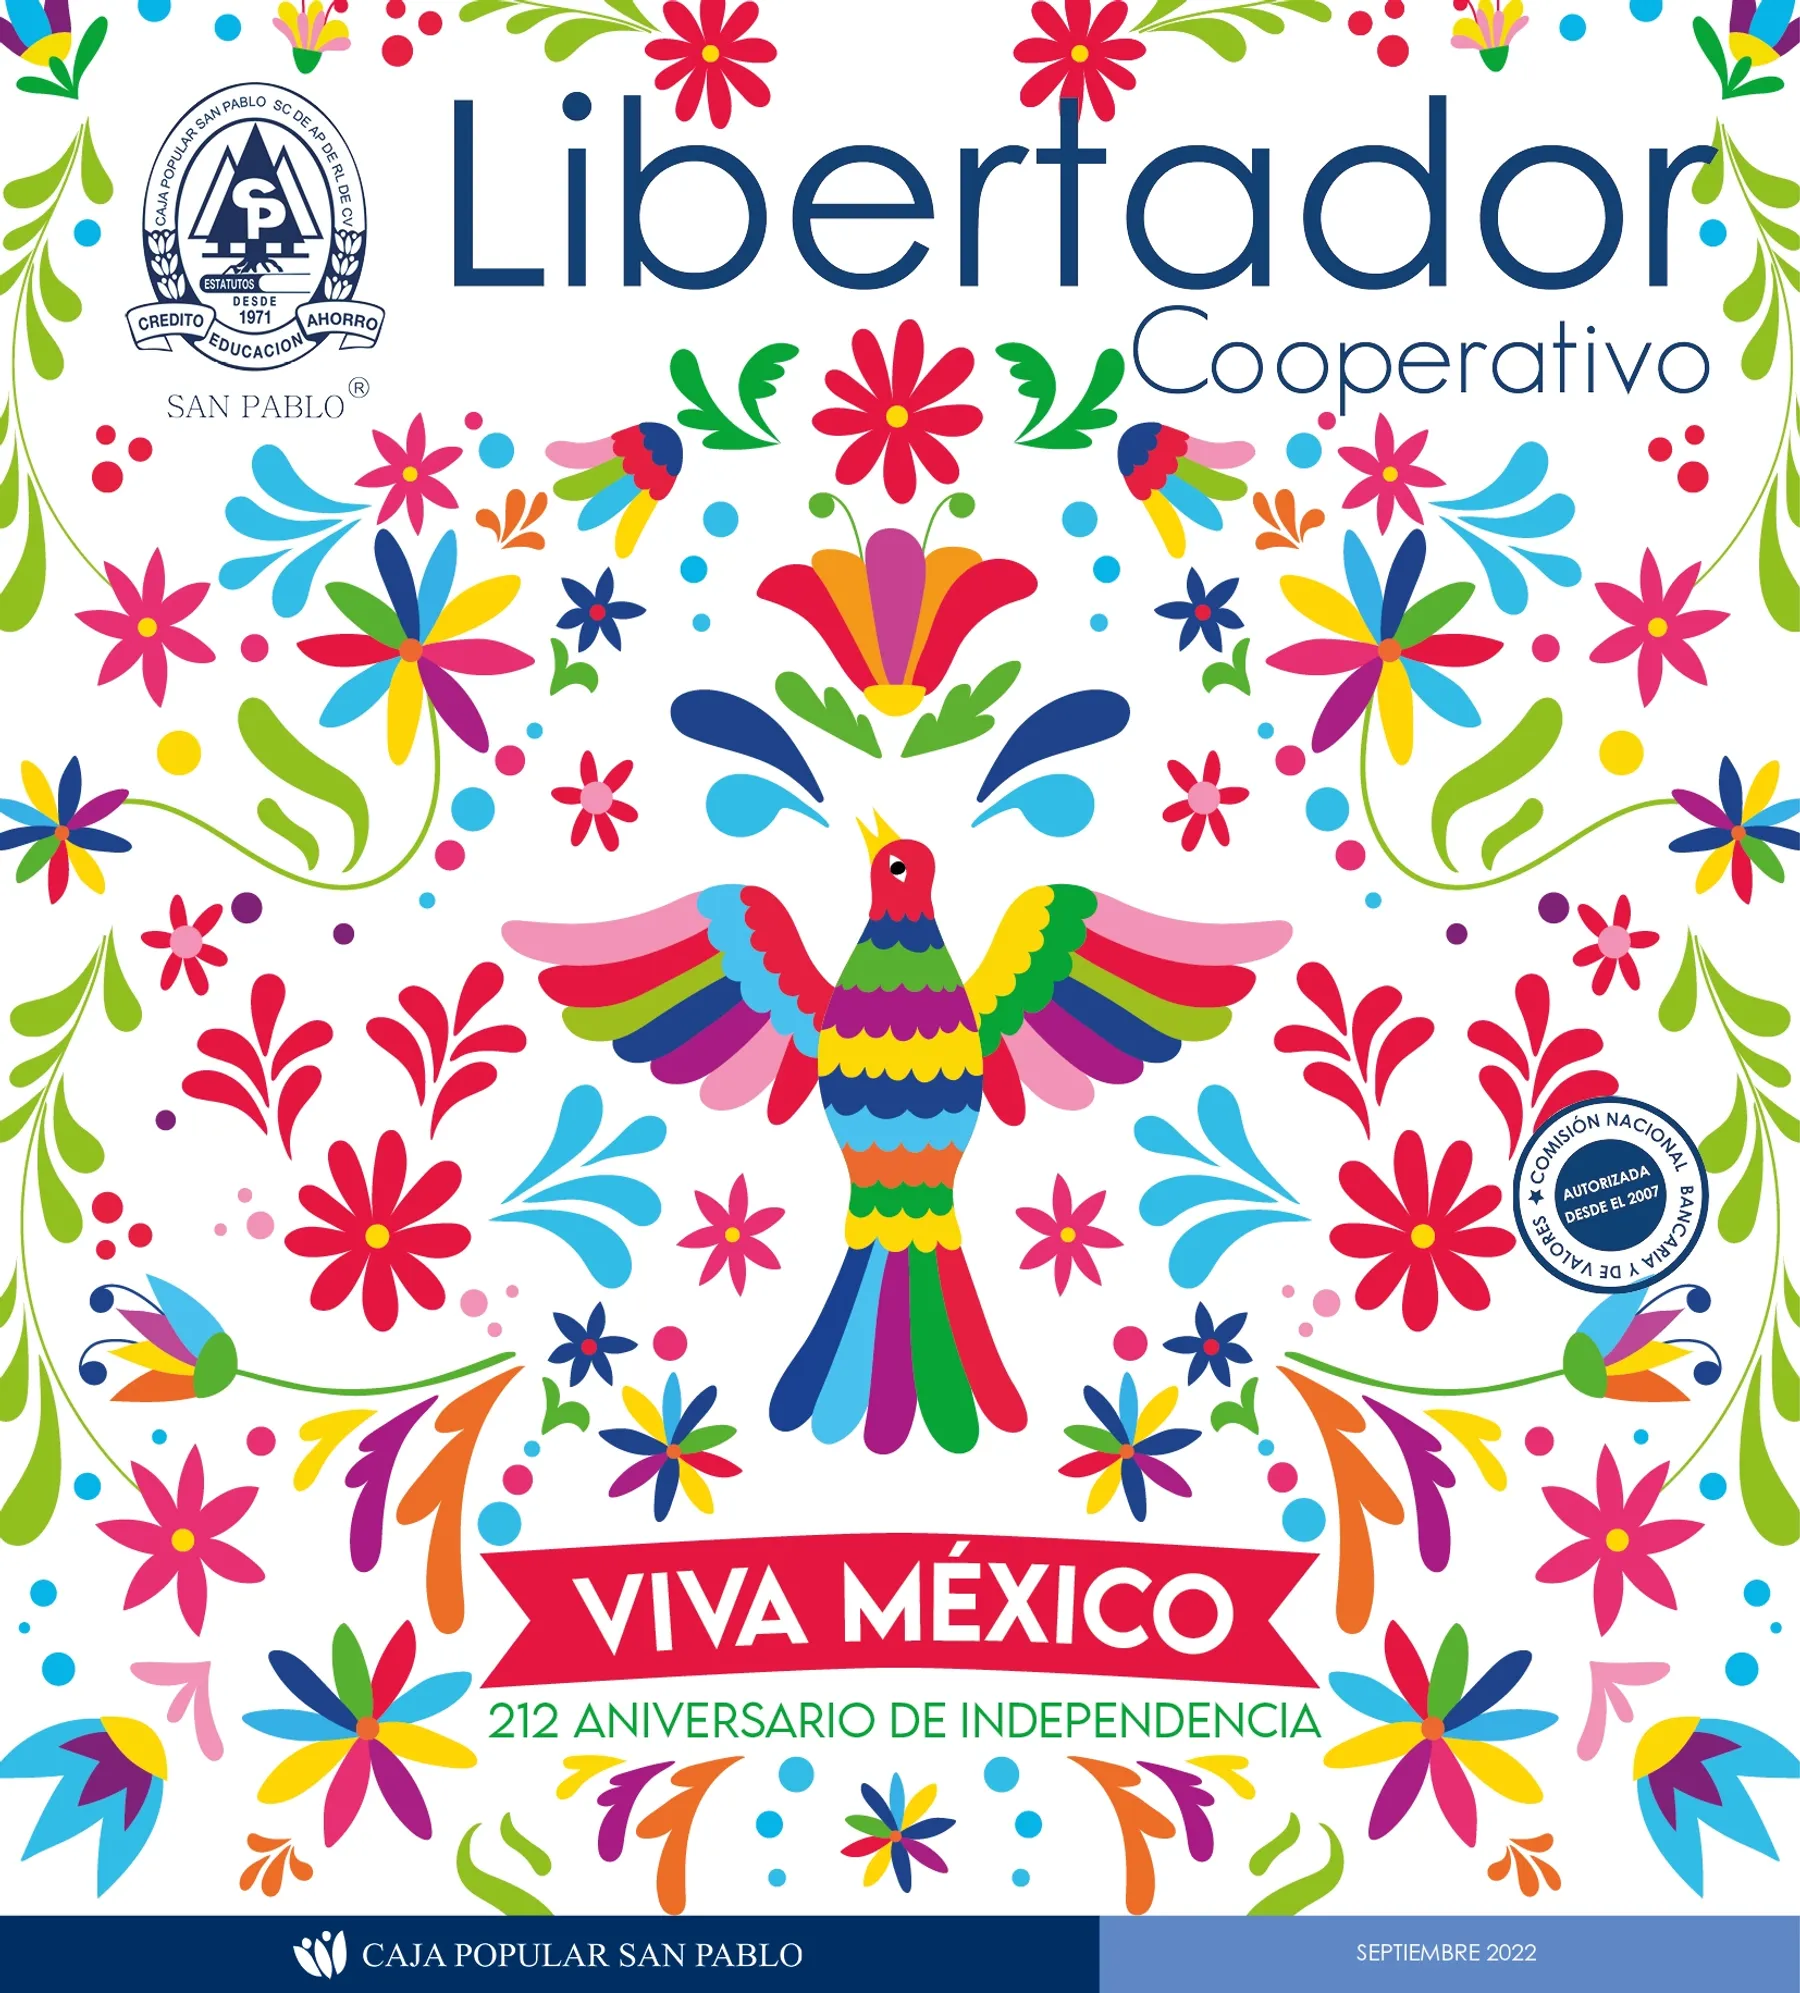 CAJA POPULAR SAN PABLO SC DE AP DE RL DE CV
SP
ESTATUTOS
DESDE
1971
CREDITO EDUCACION AHORRO
SAN PABLO®
Libertador
Cooperativo
COMISIÓN NACIONAL BANCARIA Y DE VALORES
AUTORIZADA
DESDE EL 2007
VIVA MÉXICO
212 ANIVERSARIO DE INDEPENDENCIA
CAJA POPULAR SAN PABLO
SEPTIEMBRE 2022